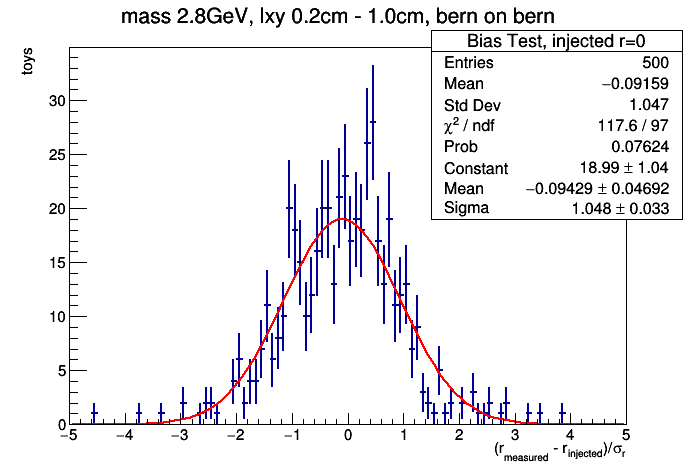 mass 2.8GeV, lxy 0.2cm - 1.0cm, bern on bern
Bias Test, injected r=0
Entries 500
Mean −0.09159
Std Dev 1.047
χ² / ndf 117.6 / 97
Prob 0.07624
Constant 18.99 ± 1.04
Mean −0.09429 ± 0.04692
Sigma 1.048 ± 0.033
toys
30
25
20
15
10
5
0
−5 −4 −3 −2 −1 0 1 2 3 4 5
(r_measured - r_injected)/σ_r